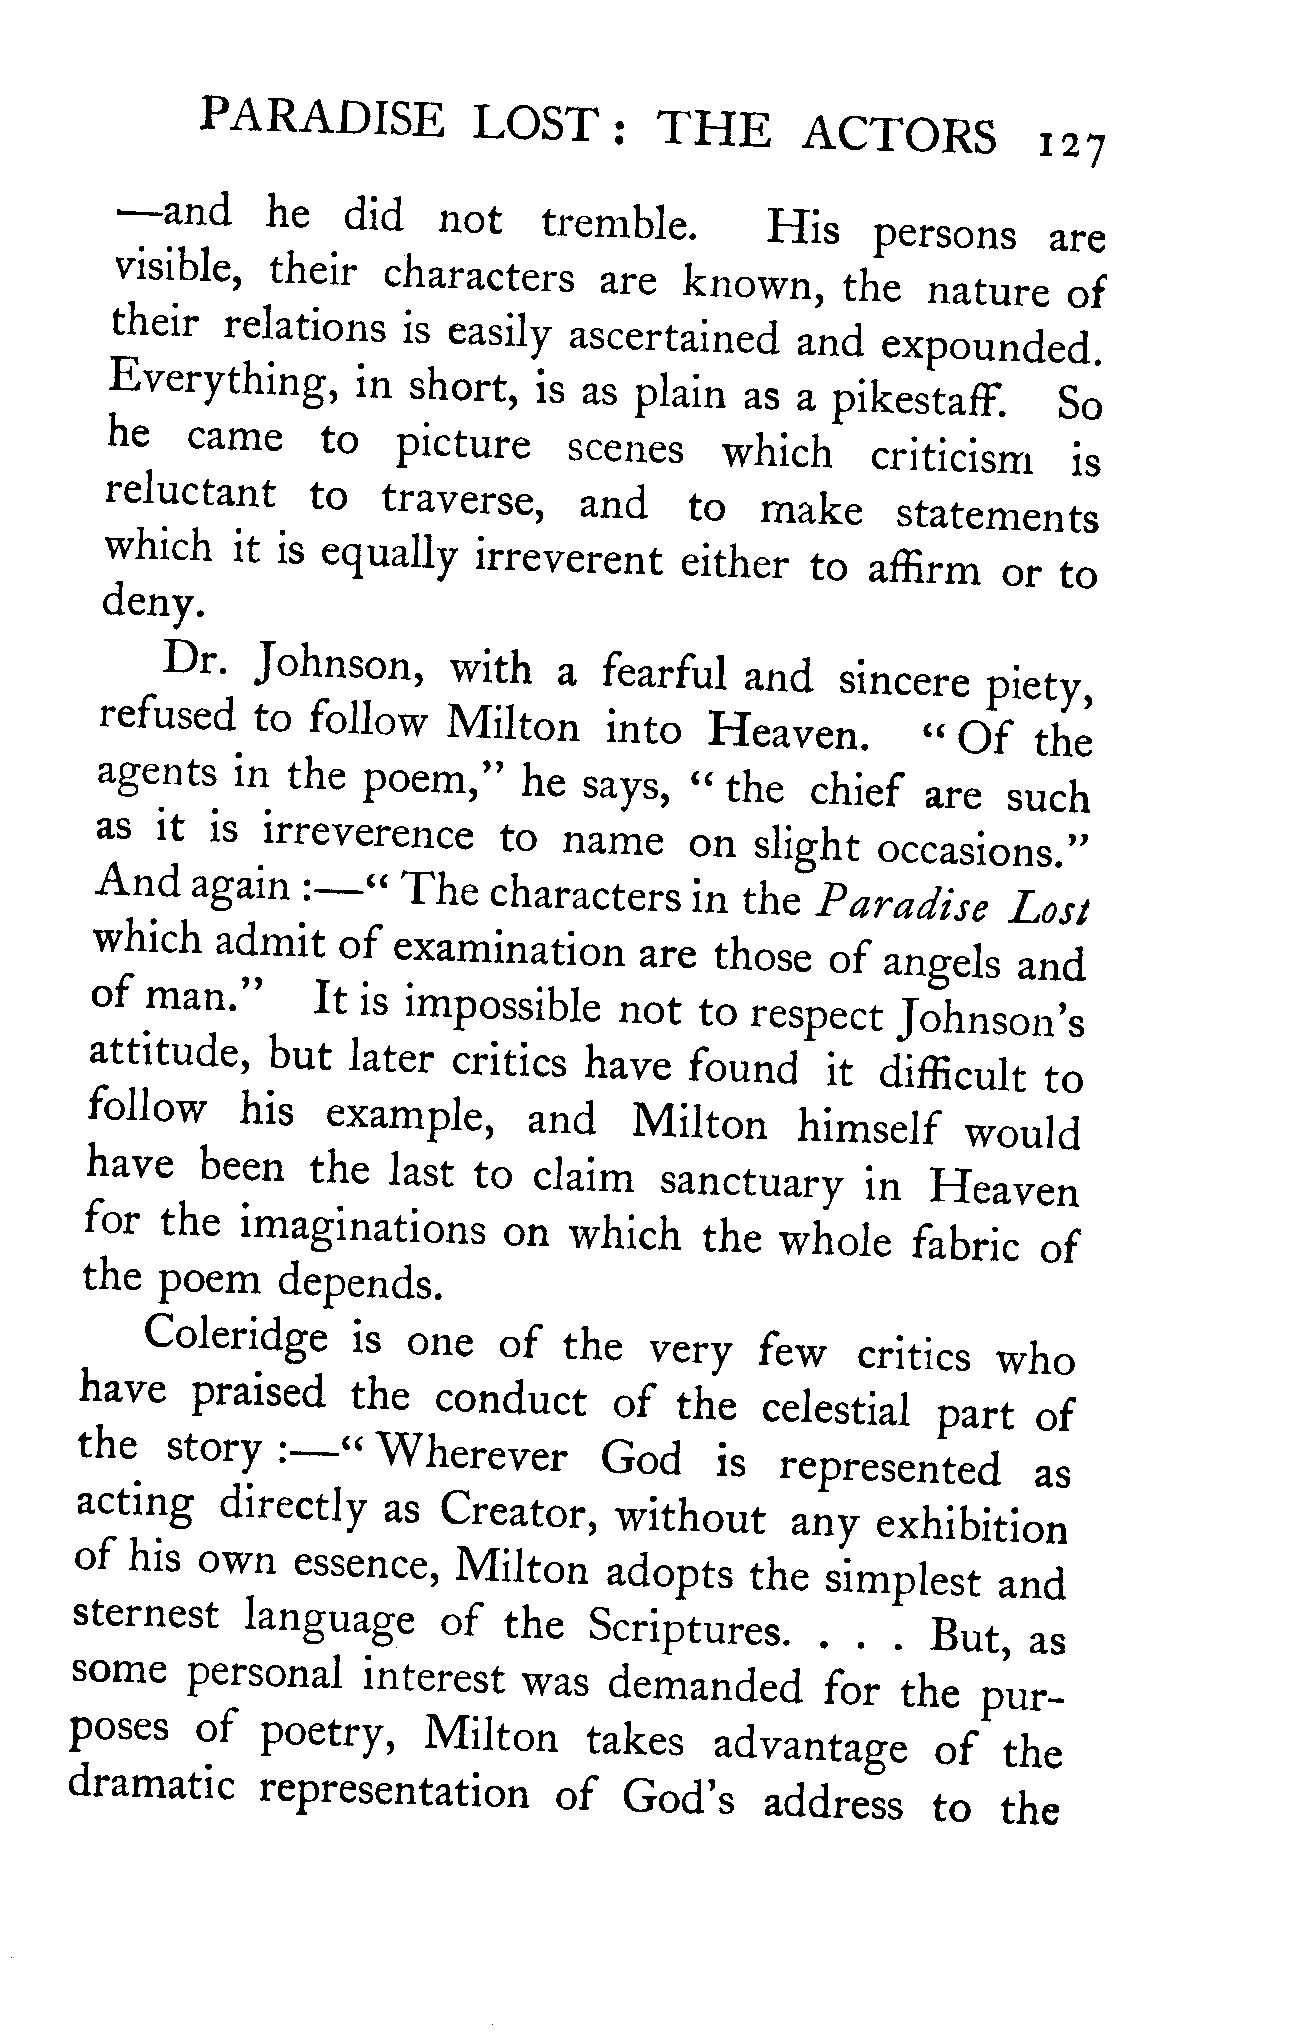 PARADISE LOST : THE ACTORS 127
—and he did not tremble. His persons are
visible, their characters are known, the nature of
their relations is easily ascertained and expounded.
Everything, in short, is as plain as a pikestaff. So
he came to picture scenes which criticism is
reluctant to traverse, and to make statements
which it is equally irreverent either to affirm or to
deny.
Dr. Johnson, with a fearful and sincere piety,
refused to follow Milton into Heaven. “ Of the
agents in the poem,” he says, “ the chief are such
as it is irreverence to name on slight occasions.”
And again :—“ The characters in the Paradise Lost
which admit of examination are those of angels and
of man.” It is impossible not to respect Johnson’s
attitude, but later critics have found it difficult to
follow his example, and Milton himself would
have been the last to claim sanctuary in Heaven
for the imaginations on which the whole fabric of
the poem depends.
Coleridge is one of the very few critics who
have praised the conduct of the celestial part of
the story :—“ Wherever God is represented as
acting directly as Creator, without any exhibition
of his own essence, Milton adopts the simplest and
sternest language of the Scriptures. . . . But, as
some personal interest was demanded for the pur-
poses of poetry, Milton takes advantage of the
dramatic representation of God’s address to the